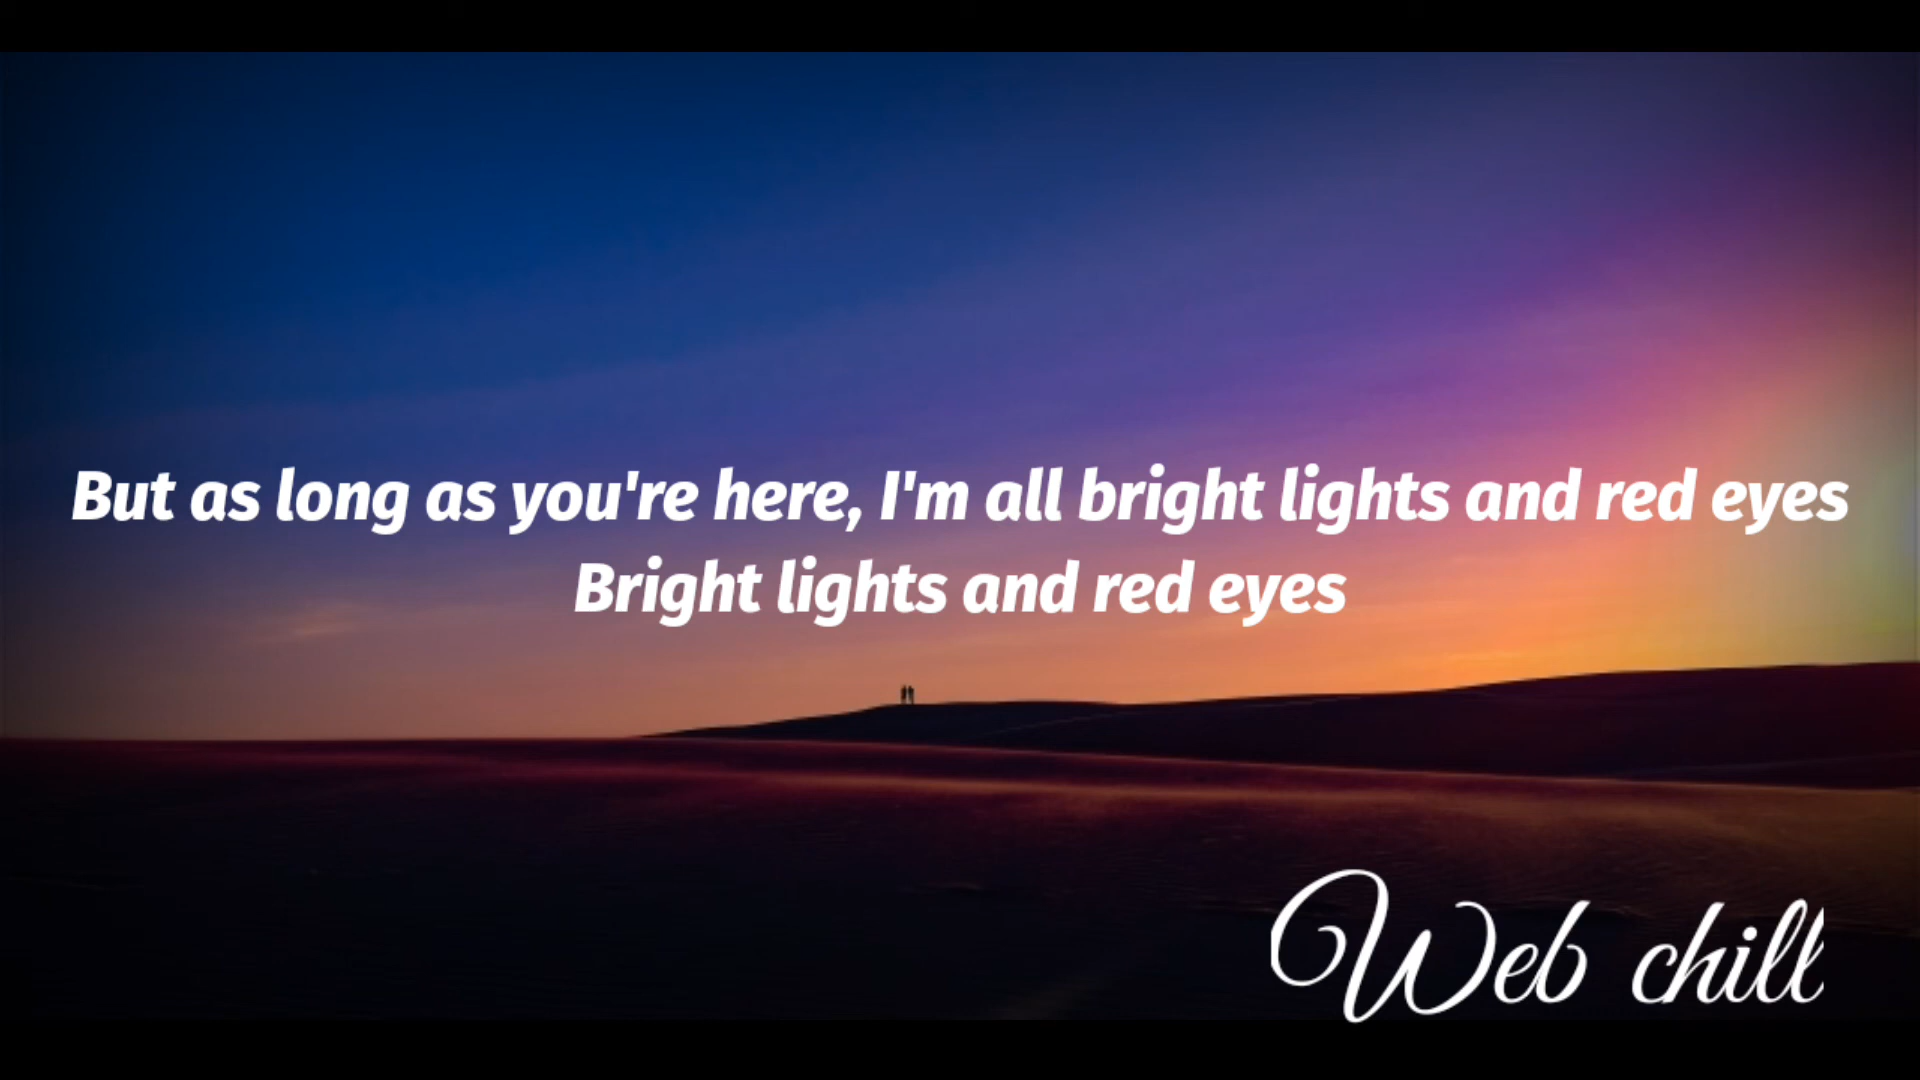 But as long as you're here, I'm all bright lights and red eyes
Bright lights and red eyes
Web chill